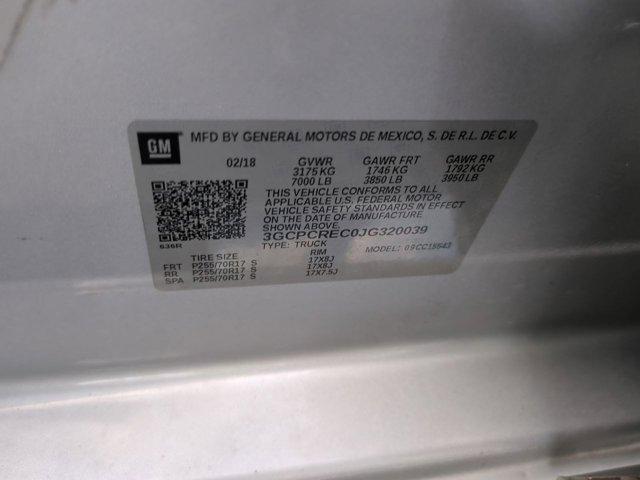 GM
MFD BY GENERAL MOTORS DE MEXICO, S. DE R.L. DE C.V.
02/18 GVWR GAWR FRT GAWR RR
3175 KG 1746 KG 1792 KG
7000 LB 3850 LB 3950 LB
THIS VEHICLE CONFORMS TO ALL
APPLICABLE U.S. FEDERAL MOTOR
VEHICLE SAFETY STANDARDS IN EFFECT
ON THE DATE OF MANUFACTURE SHOWN ABOVE.
3GCPCREC0JG320039
636R
TYPE: TRUCK MODEL: 09CC15543
TIRE SIZE RIM
FRT P255/70R17 S 17X8J
RR P255/70R17 S 17X8J
SPA P255/70R17 S 17X7.5J